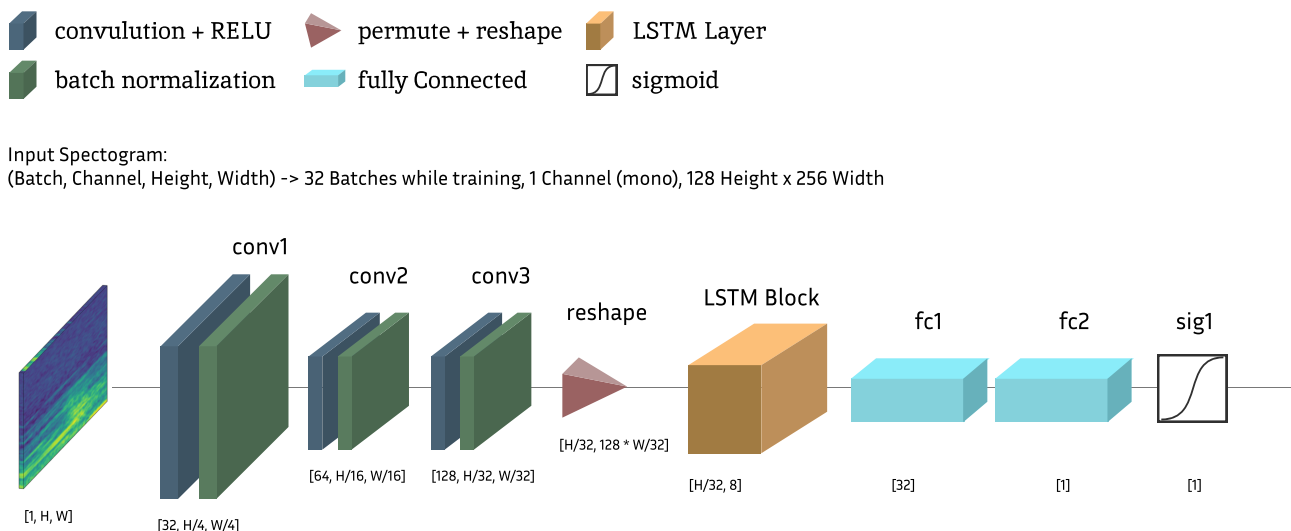 convulution + RELU
permute + reshape
LSTM Layer
batch normalization
fully Connected
sigmoid
Input Spectogram:
(Batch, Channel, Height, Width) -> 32 Batches while training, 1 Channel (mono), 128 Height x 256 Width
conv1
conv2
conv3
reshape
LSTM Block
fc1
fc2
sig1
[1, H, W]
[32, H/4, W/4]
[64, H/16, W/16]
[128, H/32, W/32]
[H/32, 128 * W/32]
[H/32, 8]
[32]
[1]
[1]